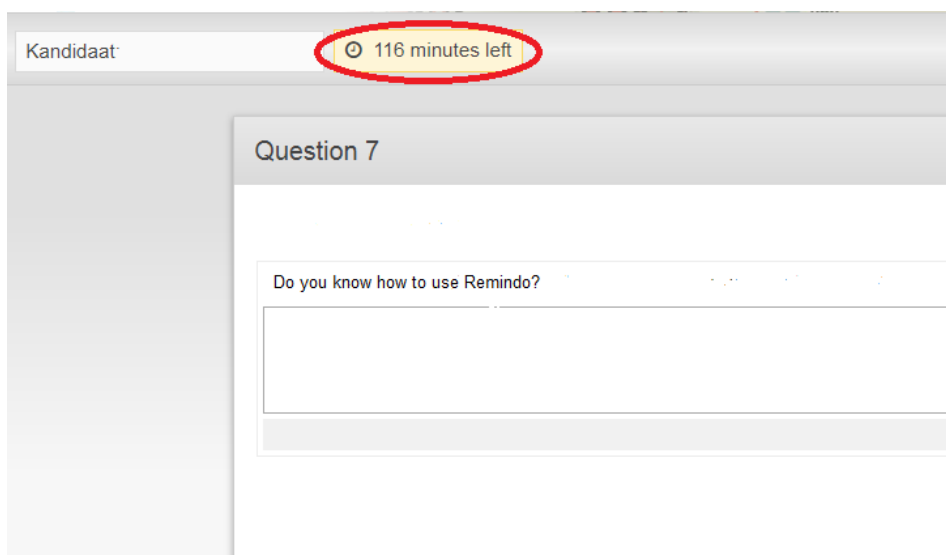 Kandidaat
116 minutes left
Question 7
Do you know how to use Remindo?